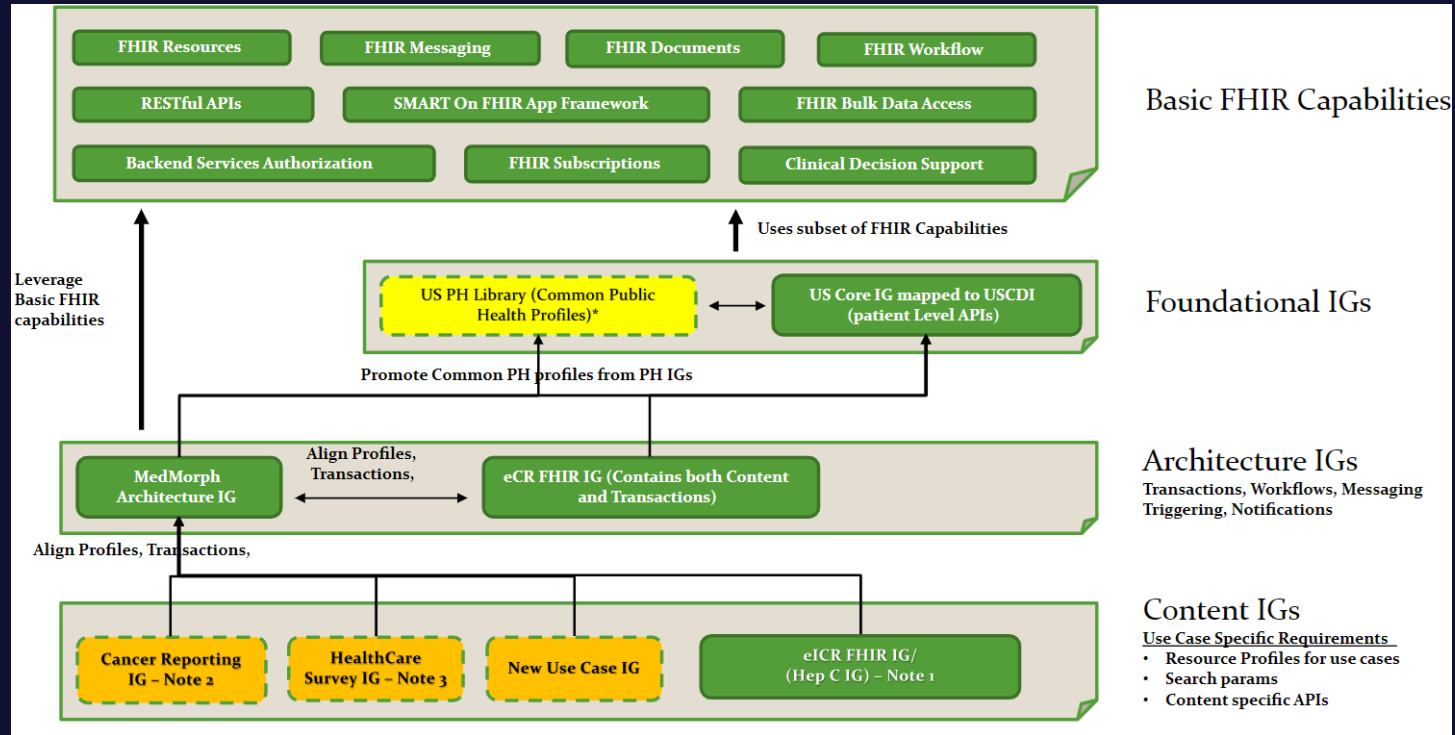 FHIR Resources
FHIR Messaging
FHIR Documents
FHIR Workflow
RESTful APIs
SMART On FHIR App Framework
FHIR Bulk Data Access
Backend Services Authorization
FHIR Subscriptions
Clinical Decision Support
Basic FHIR Capabilities
Uses subset of FHIR Capabilities
Leverage
Basic FHIR
capabilities
US PH Library (Common Public
Health Profiles)*
US Core IG mapped to USCDI
(patient Level APIs)
Foundational IGs
Promote Common PH profiles from PH IGs
MedMorph
Architecture IG
Align Profiles,
Transactions,
eCR FHIR IG (Contains both Content
and Transactions)
Architecture IGs
Transactions, Workflows, Messaging
Triggering, Notifications
Align Profiles, Transactions,
Cancer Reporting
IG – Note 2
HealthCare
Survey IG – Note 3
New Use Case IG
eICR FHIR IG/
(Hep C IG) – Note 1
Content IGs
Use Case Specific Requirements
• Resource Profiles for use cases
• Search params
• Content specific APIs